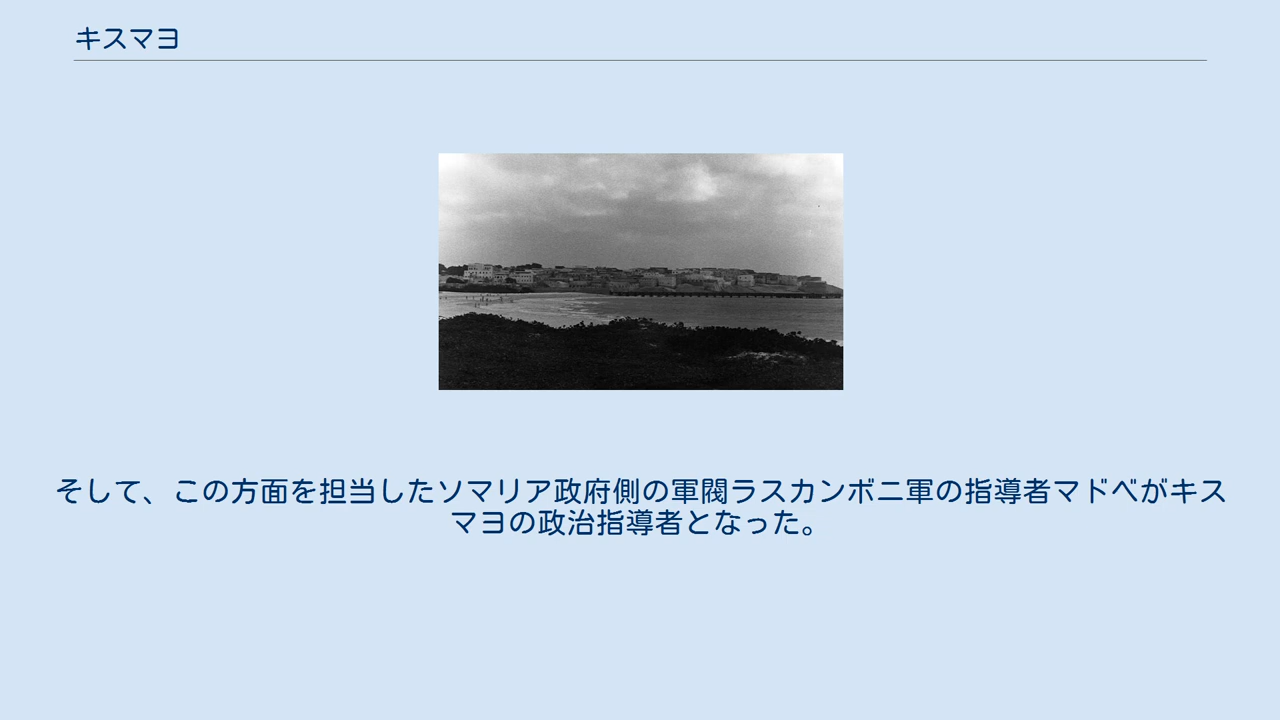 キスマヨ
そして、この方面を担当したソマリア政府側の軍閥ラスカンボニ軍の指導者マドベがキス
マヨの政治指導者となった。